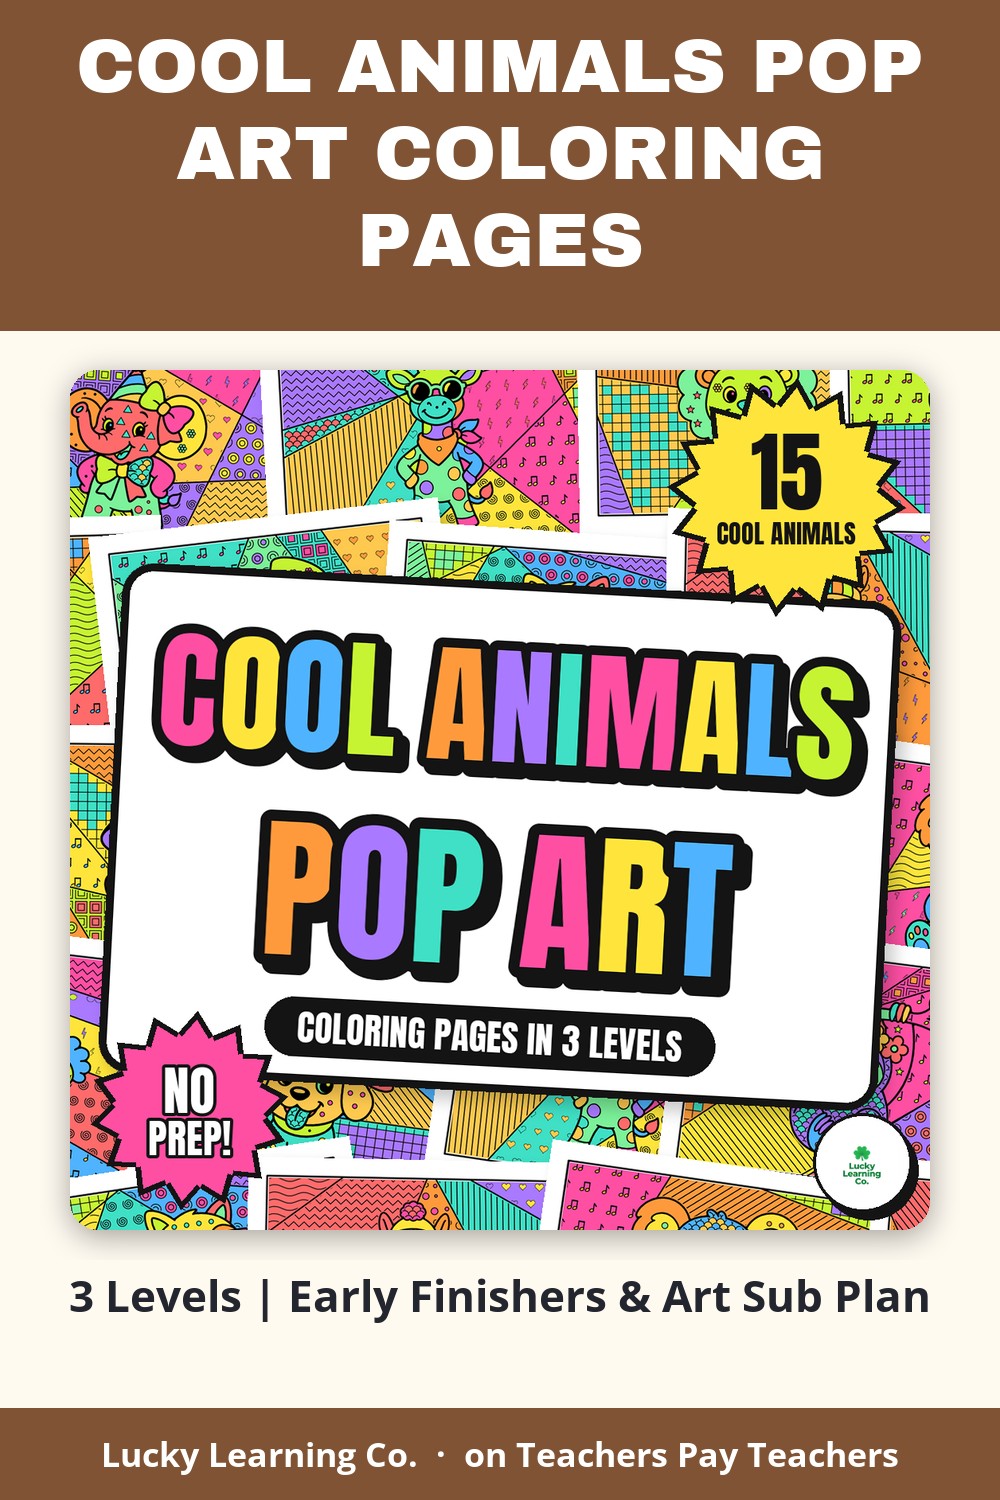 COOL ANIMALS POP
ART COLORING
PAGES
15
COOL ANIMALS
COOL ANIMALS
POP ART
COLORING PAGES IN 3 LEVELS
NO
PREP!
Lucky
Learning
Co.
3 Levels | Early Finishers & Art Sub Plan
Lucky Learning Co. · on Teachers Pay Teachers